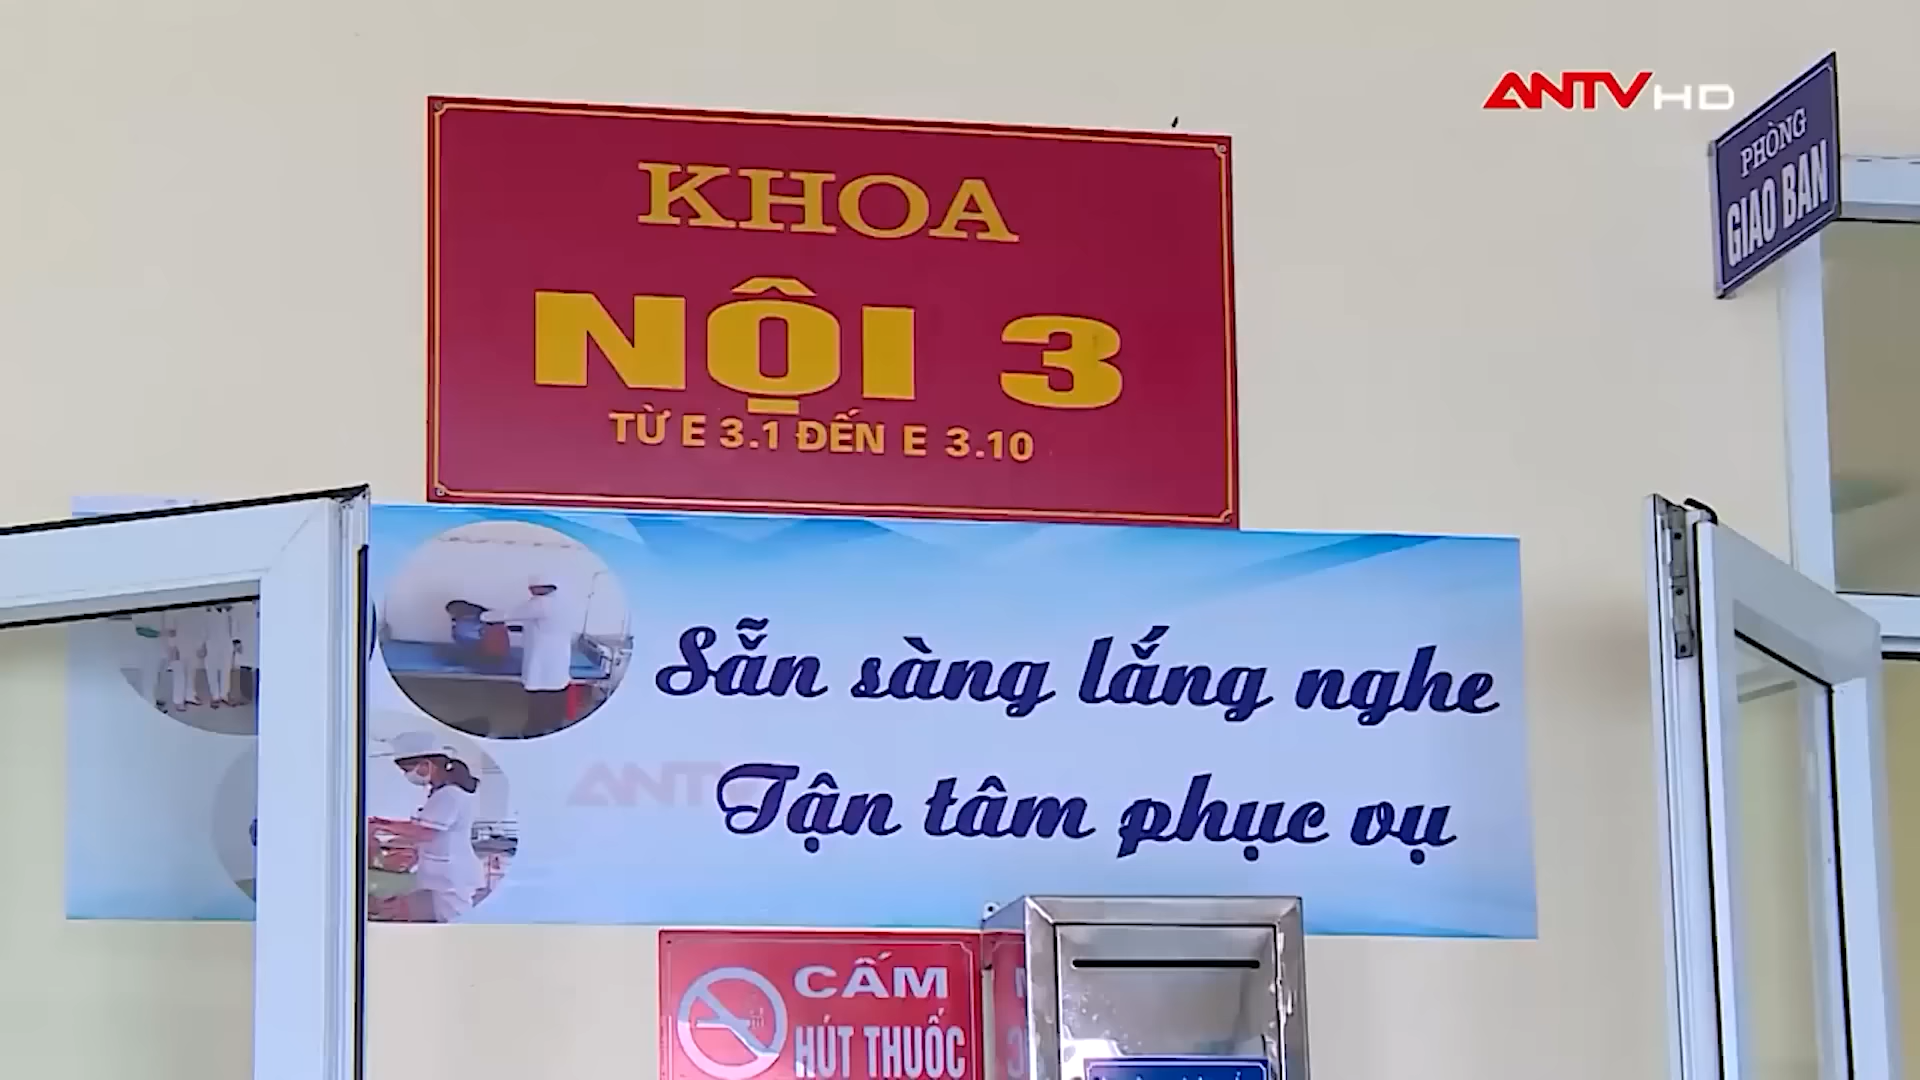 ANTV HD
PHÒNG
GIAO BAN
KHOA
NỘI 3
TỪ E 3.1 ĐẾN E 3.10
Sẵn sàng lắng nghe
Tận tâm phục vụ
ANTV
CẤM
HÚT THUỐC